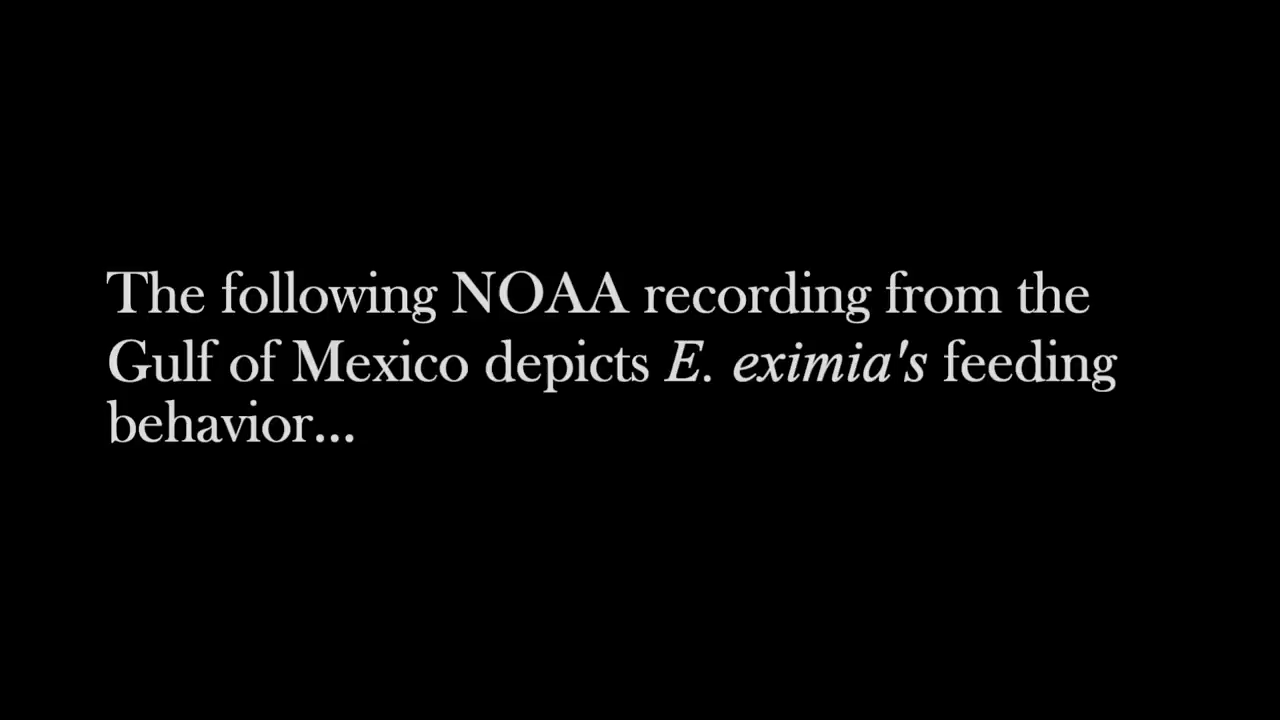 The following NOAA recording from the
Gulf of Mexico depicts E. eximia's feeding
behavior...